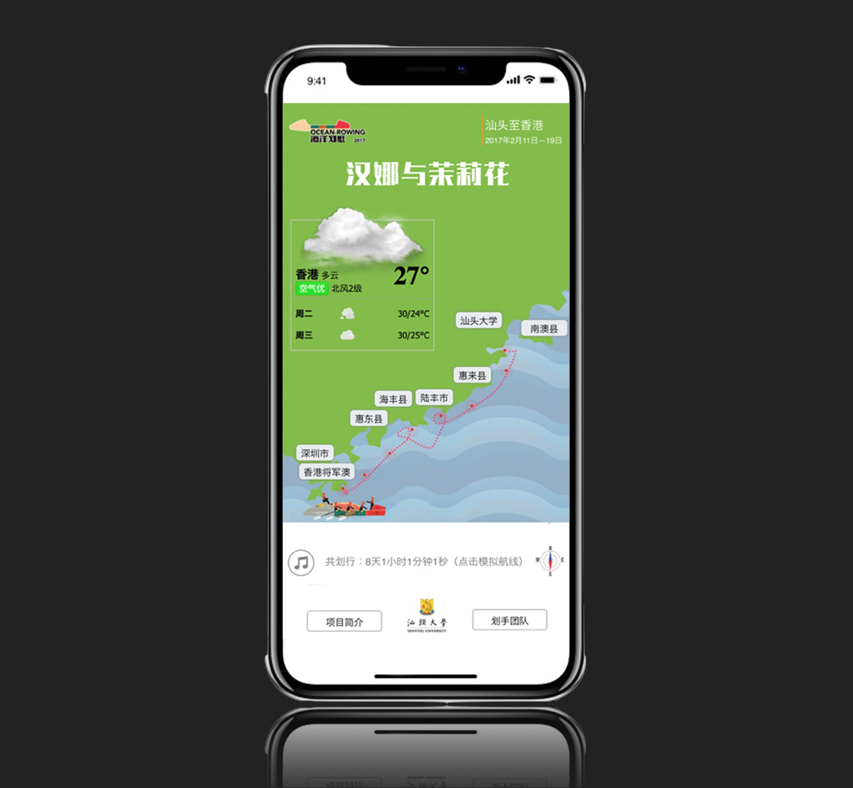 9:41
OCEAN ROWING
海洋划艇 2017
汕头至香港
2017年2月11日—19日
汉娜与茉莉花
香港 多云
27°
空气优 北风2级
周二 30/24°C
周三 30/25°C
汕头大学
南澳县
惠来县
海丰县
陆丰市
惠东县
深圳市
香港将军澳
共划行：8天1小时1分钟1秒（点击模拟航线）
项目简介
汕頭大學
SHANTOU UNIVERSITY
划手团队